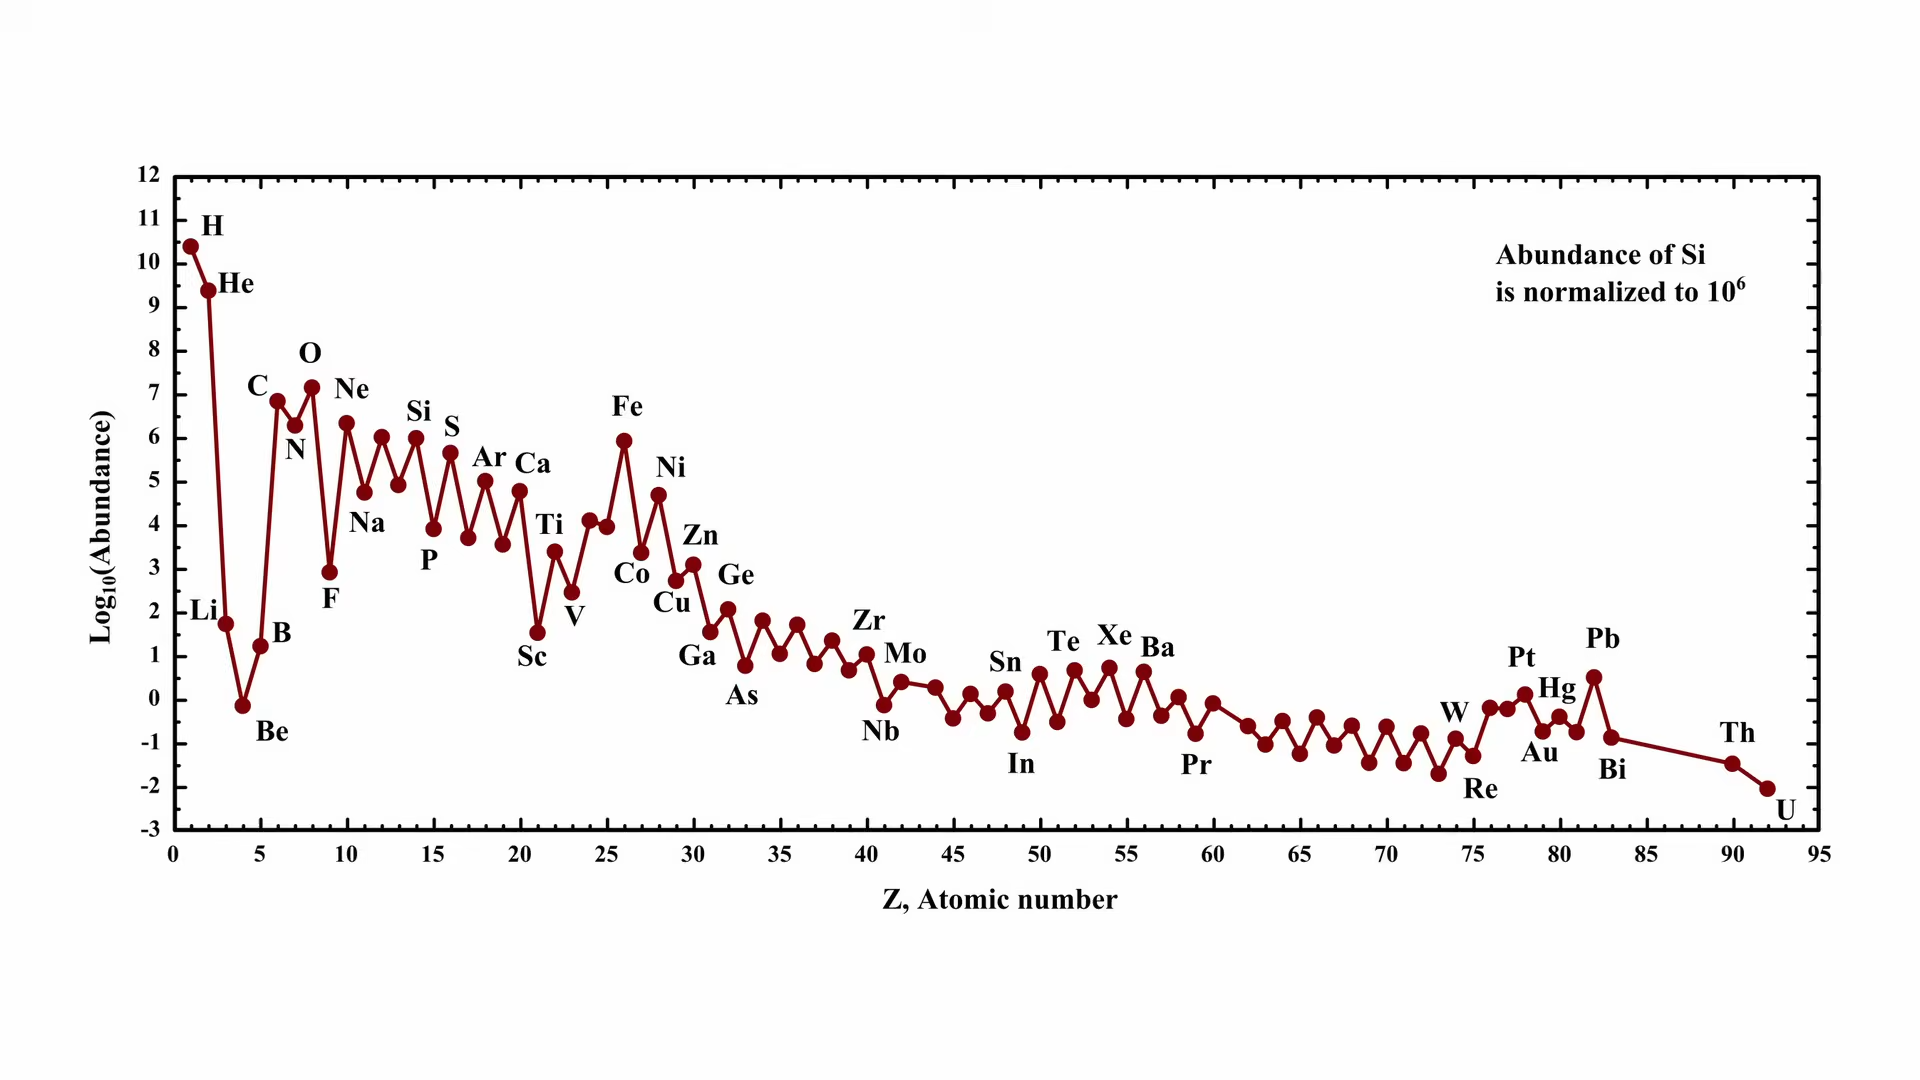 12
11
10
9
8
7
6
5
4
3
2
1
0
-1
-2
-3
Log₁₀(Abundance)
H
He
Li
Be
B
C
N
O
F
Ne
Na
Si
P
S
Ar
Ca
Sc
Ti
V
Fe
Co
Ni
Cu
Zn
Ga
Ge
As
Zr
Nb
Mo
Sn
In
Te
Xe
Ba
Pr
W
Re
Pt
Au
Hg
Pb
Bi
Th
U
Abundance of Si
is normalized to 10⁶
0 5 10 15 20 25 30 35 40 45 50 55 60 65 70 75 80 85 90 95
Z, Atomic number